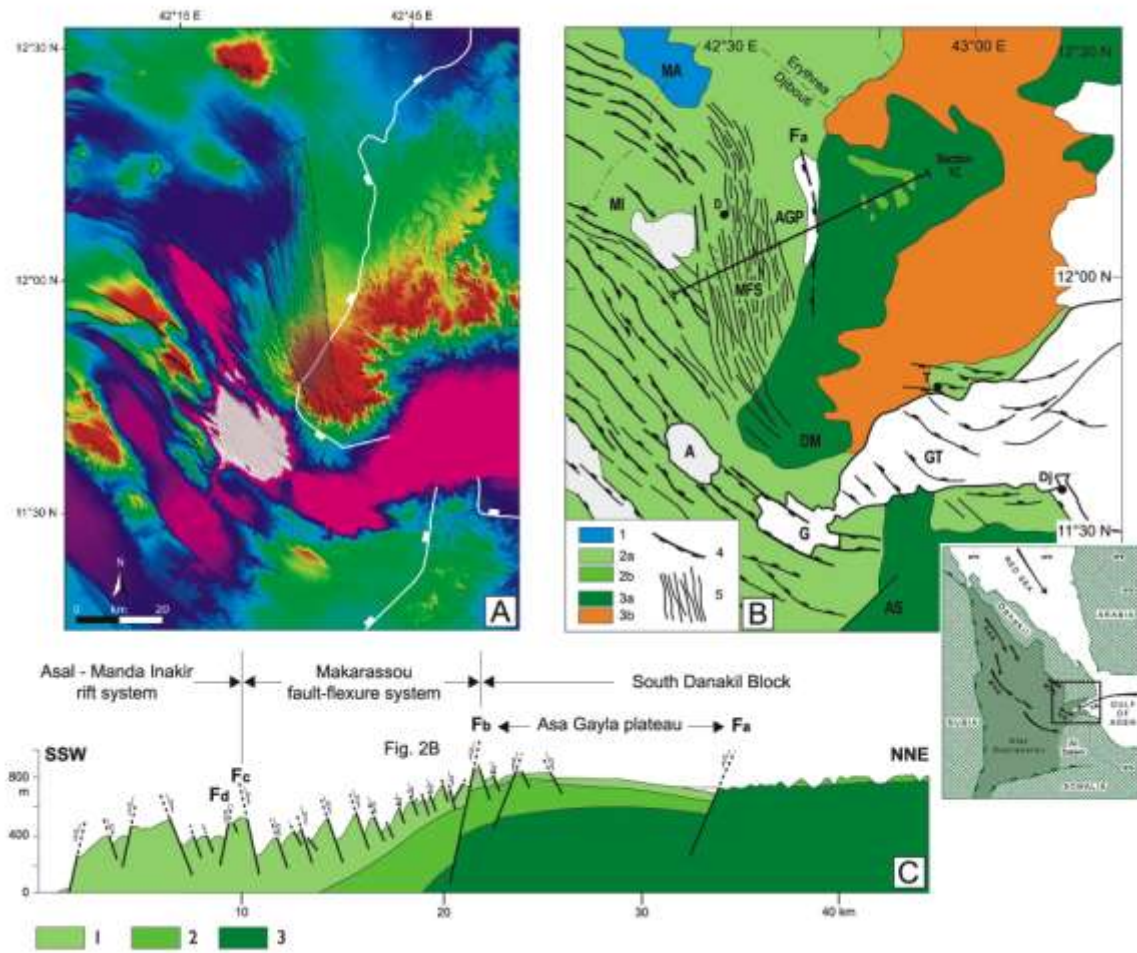 42°15 E
42°45 E
12°30 N
12°00 N
11°30 N
N
0 km 20
A
42°30 E
43°00 E
12°30 N
MA
Erythrea
Djibouti
Fa
Section
MI
D
AGP
MFS
12°00 N
DM
A
GT
Dj
G
11°30 N
AS
1
2a
2b
3a
3b
4
5
B
RED SEA
DANAKIL
ARABIA
NUBIA
GULF
OF
ADEN
SOMALIA
Asal - Manda Inakir
rift system
Makarassou
fault-flexure system
South Danakil Block
Fb
Asa Gayla plateau
Fa
SSW
Fig. 2B
NNE
Fc
Fd
800
m
400
0
C
10
20
30
40 km
1
2
3